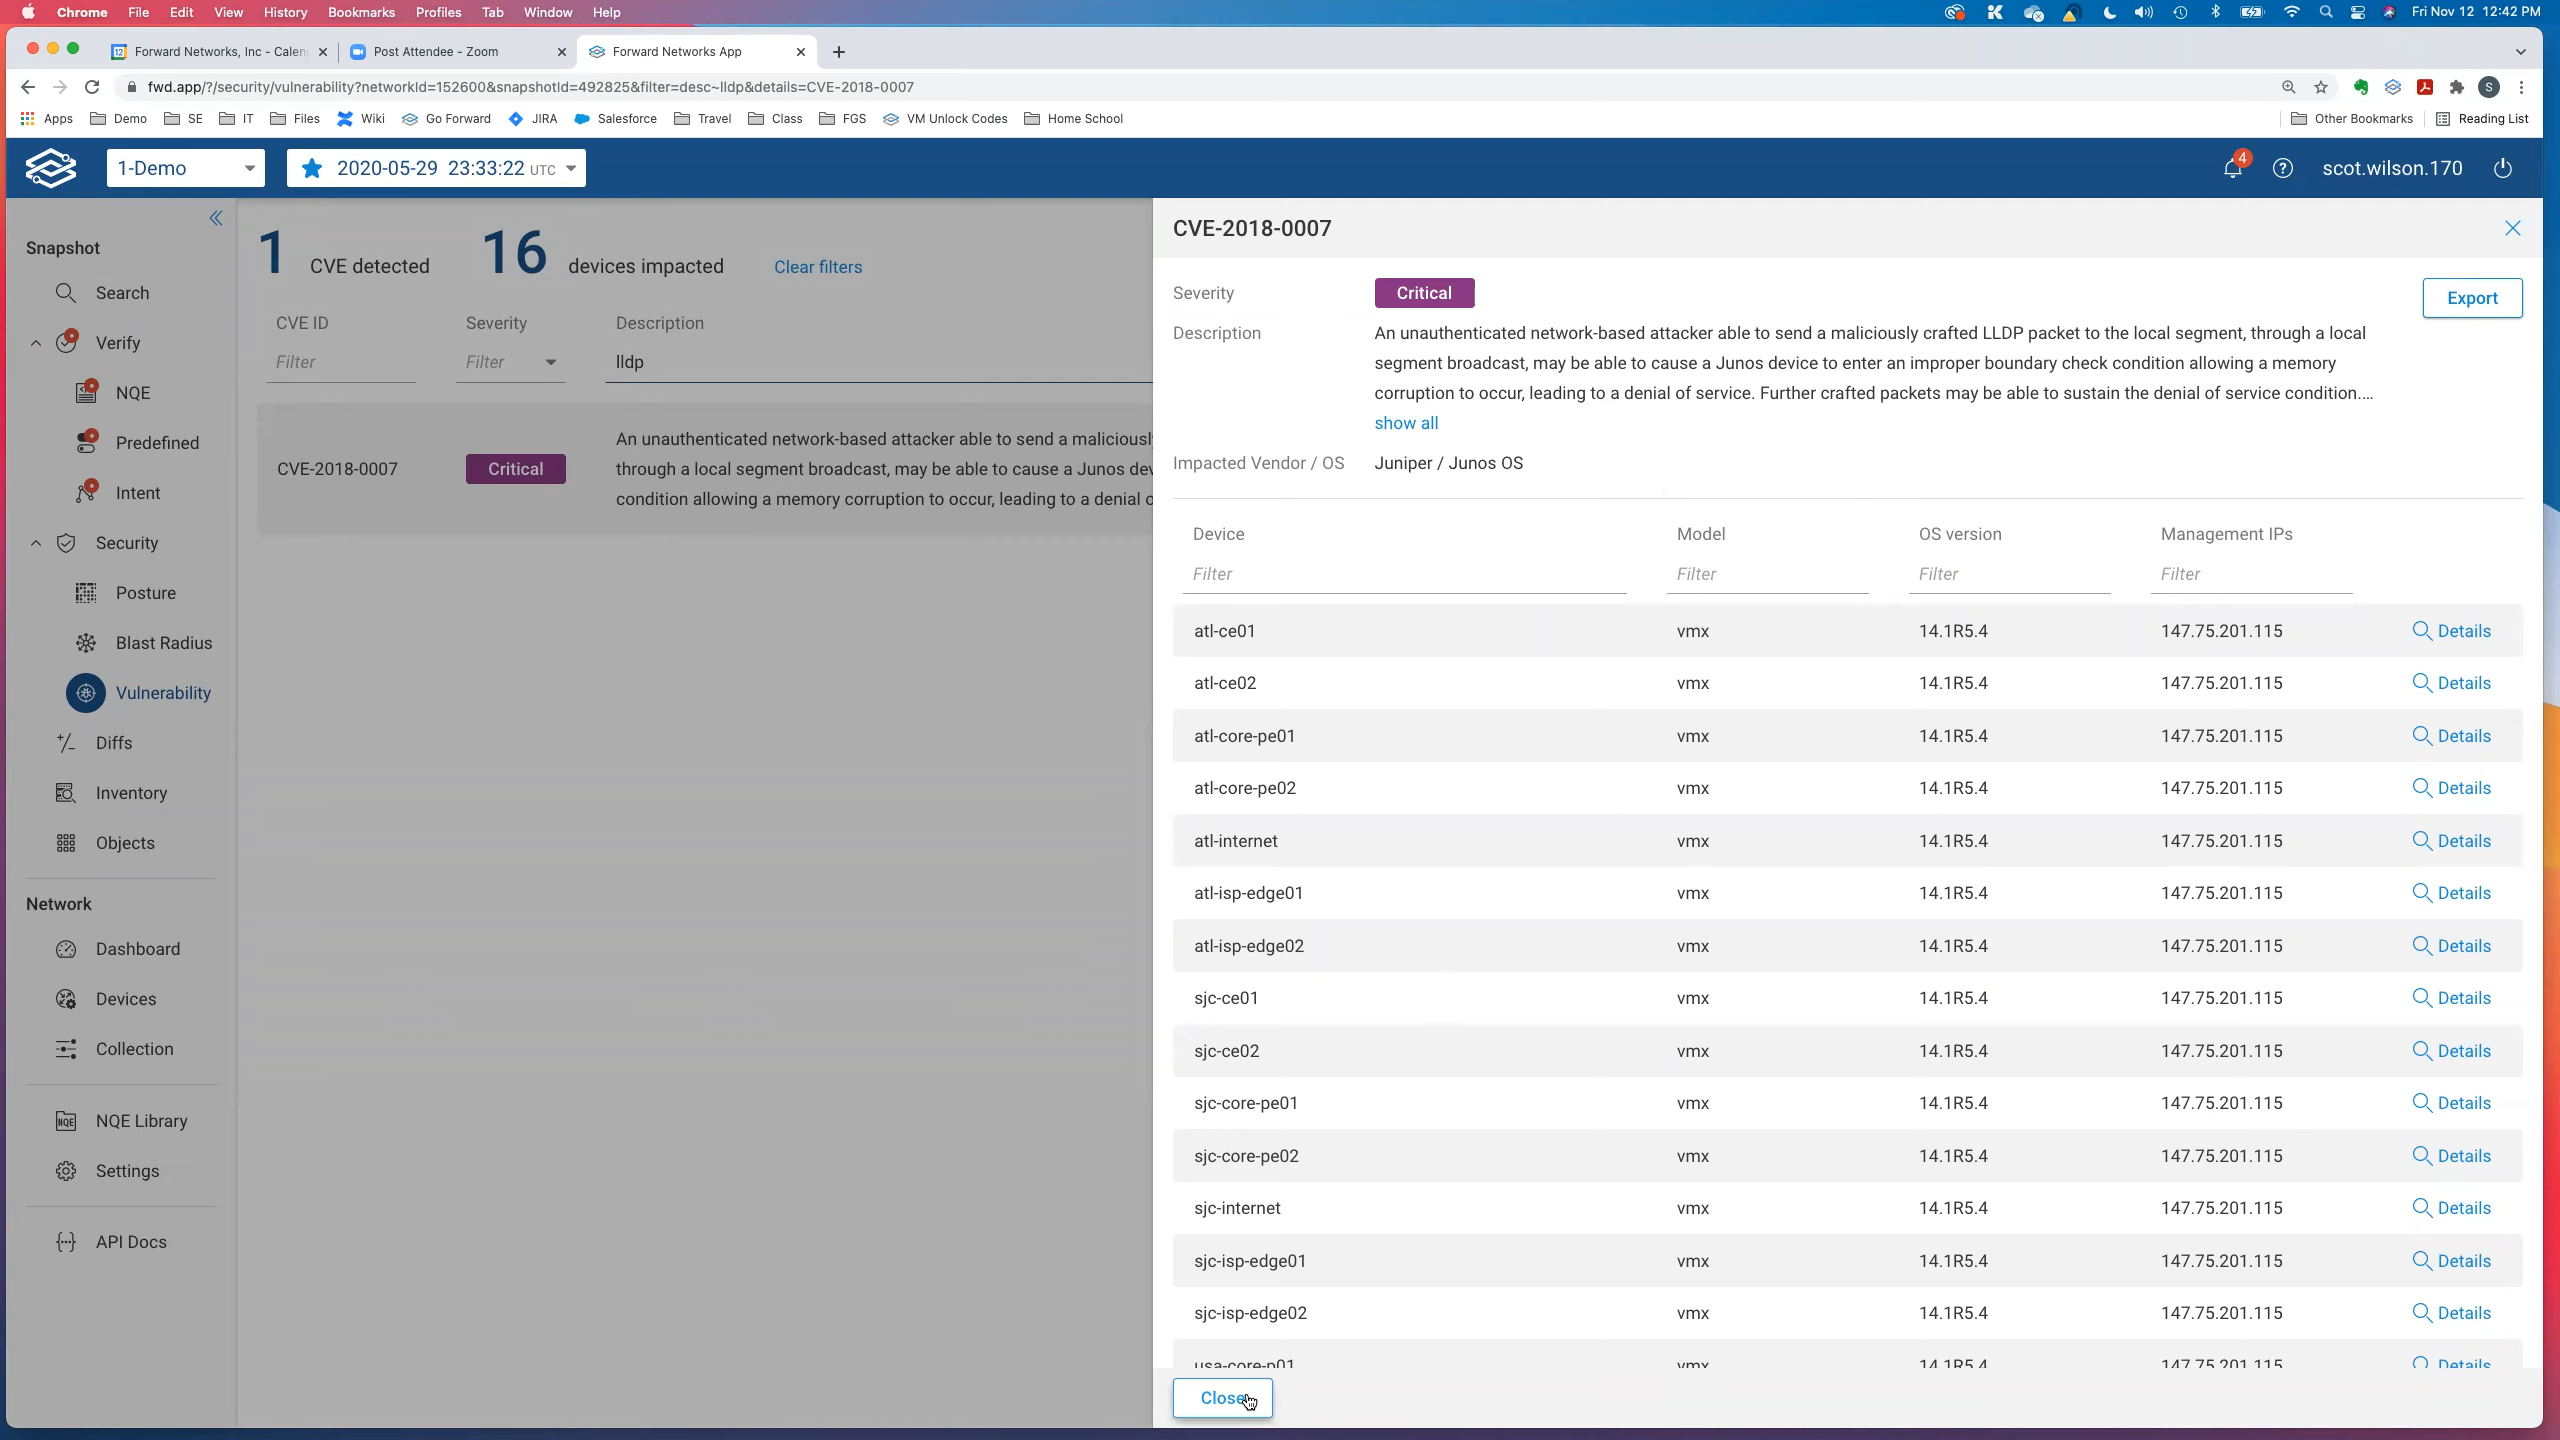 Chrome File Edit View History Bookmarks Profiles Tab Window Help Fri Nov 12 12:42 PM
Forward Networks, Inc - Calen Post Attendee - Zoom Forward Networks App
fwd.app/?/security/vulnerability?networkId=152600&snapshotId=492825&filter=desc~lldp&details=CVE-2018-0007
Apps Demo SE IT Files Wiki Go Forward JIRA Salesforce Travel Class FGS VM Unlock Codes Home School Other Bookmarks Reading List
1-Demo 2020-05-29 23:33:22 UTC 4 scot.wilson.170
Snapshot
Search
Verify
NQE
Predefined
Intent
Security
Posture
Blast Radius
Vulnerability
Diffs
Inventory
Objects
Network
Dashboard
Devices
Collection
NQE Library
Settings
API Docs
1 CVE detected 16 devices impacted Clear filters
CVE ID Severity Description
Filter Filter lldp
CVE-2018-0007 Critical
An unauthenticated network-based attacker able to send a maliciously
through a local segment broadcast, may be able to cause a Junos dev
condition allowing a memory corruption to occur, leading to a denial o
CVE-2018-0007
Severity Critical Export
Description An unauthenticated network-based attacker able to send a maliciously crafted LLDP packet to the local segment, through a local
segment broadcast, may be able to cause a Junos device to enter an improper boundary check condition allowing a memory
corruption to occur, leading to a denial of service. Further crafted packets may be able to sustain the denial of service condition....
show all
Impacted Vendor / OS Juniper / Junos OS
Device Model OS version Management IPs
Filter Filter Filter Filter
atl-ce01 vmx 14.1R5.4 147.75.201.115 Details
atl-ce02 vmx 14.1R5.4 147.75.201.115 Details
atl-core-pe01 vmx 14.1R5.4 147.75.201.115 Details
atl-core-pe02 vmx 14.1R5.4 147.75.201.115 Details
atl-internet vmx 14.1R5.4 147.75.201.115 Details
atl-isp-edge01 vmx 14.1R5.4 147.75.201.115 Details
atl-isp-edge02 vmx 14.1R5.4 147.75.201.115 Details
sjc-ce01 vmx 14.1R5.4 147.75.201.115 Details
sjc-ce02 vmx 14.1R5.4 147.75.201.115 Details
sjc-core-pe01 vmx 14.1R5.4 147.75.201.115 Details
sjc-core-pe02 vmx 14.1R5.4 147.75.201.115 Details
sjc-internet vmx 14.1R5.4 147.75.201.115 Details
sjc-isp-edge01 vmx 14.1R5.4 147.75.201.115 Details
sjc-isp-edge02 vmx 14.1R5.4 147.75.201.115 Details
usa-core-p01 vmx 14.1R5.4 147.75.201.115 Details
Close